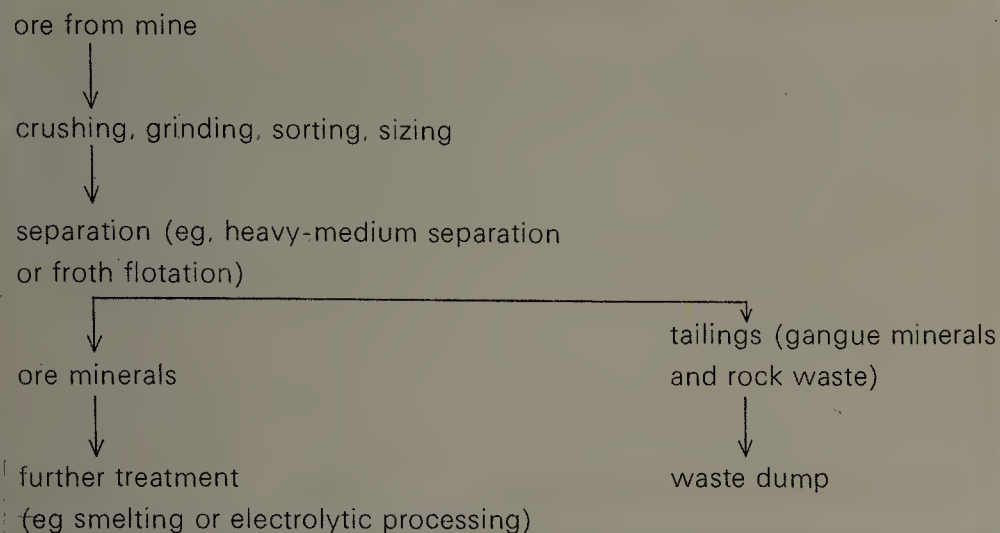 ore from mine
crushing, grinding, sorting, sizing
separation (eg, heavy-medium separation
or froth flotation)
tailings (gangue minerals
and rock waste)
ore minerals
waste dump
further treatment
(eg smelting or electrolytic processing)